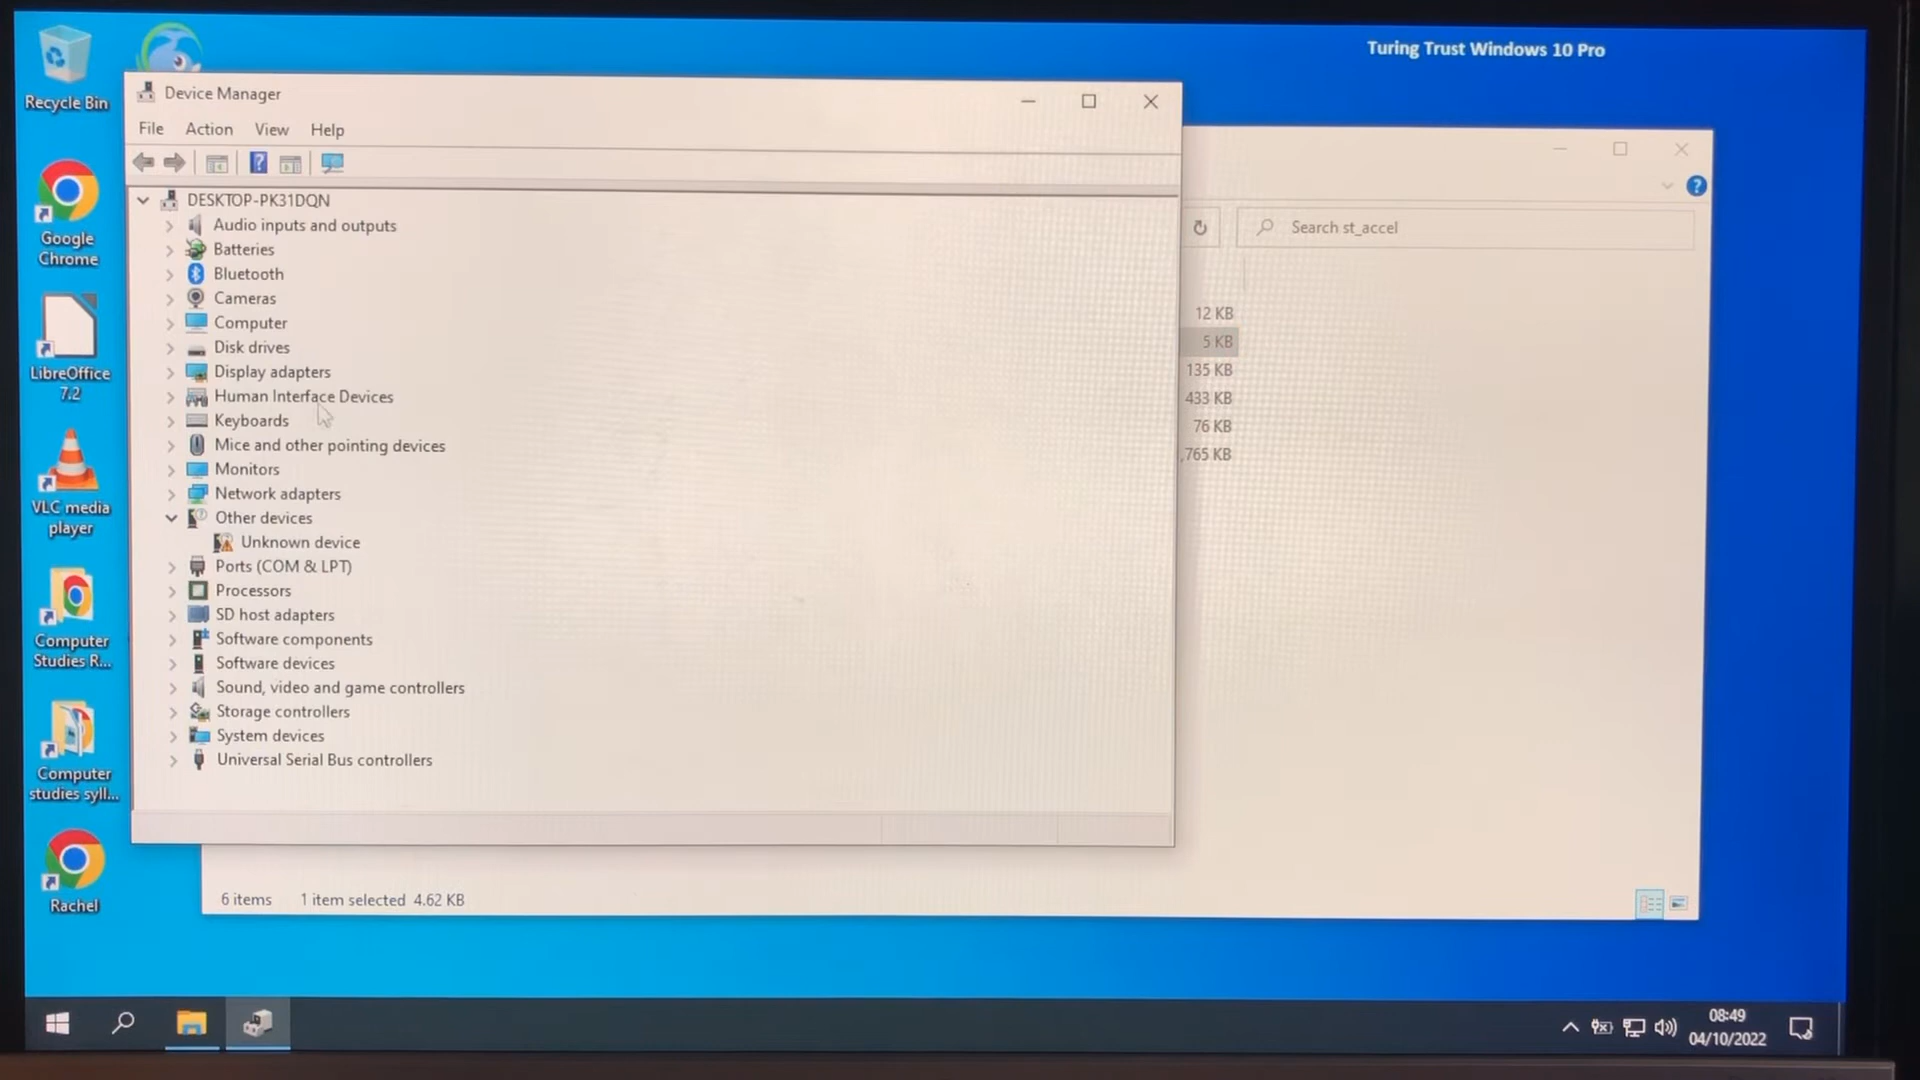 Turing Trust Windows 10 Pro
Recycle Bin
Google
Chrome
LibreOffice
7.2
VLC media
player
Computer
Studies R...
Computer
studies syll...
Rachel
Device Manager
File Action View Help
DESKTOP-PK31DQN
Audio inputs and outputs
Batteries
Bluetooth
Cameras
Computer
Disk drives
Display adapters
Human Interface Devices
Keyboards
Mice and other pointing devices
Monitors
Network adapters
Other devices
Unknown device
Ports (COM & LPT)
Processors
SD host adapters
Software components
Software devices
Sound, video and game controllers
Storage controllers
System devices
Universal Serial Bus controllers
Search st_accel
12 KB
5 KB
135 KB
433 KB
76 KB
,765 KB
6 items 1 item selected 4.62 KB
08:49
04/10/2022